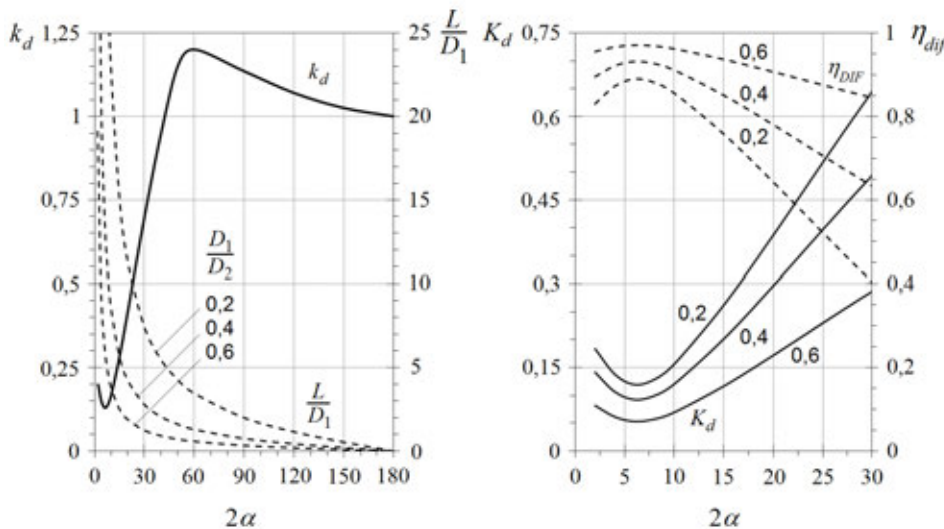 k_d 1,25 25 L/D_1 K_d 0,75 1 η_dif
k_d 0,6 η_DIF
1 20 0,6 0,8
0,4
0,2
0,75 15 0,45 0,6
D_1/D_2
0,5 10 0,3 0,4
0,2
0,4 0,2
0,6 0,4
0,25 5 0,15 0,2
0,6
L/D_1 K_d
0 0 0 0
0 30 60 90 120 150 180 0 5 10 15 20 25 30
2α 2α